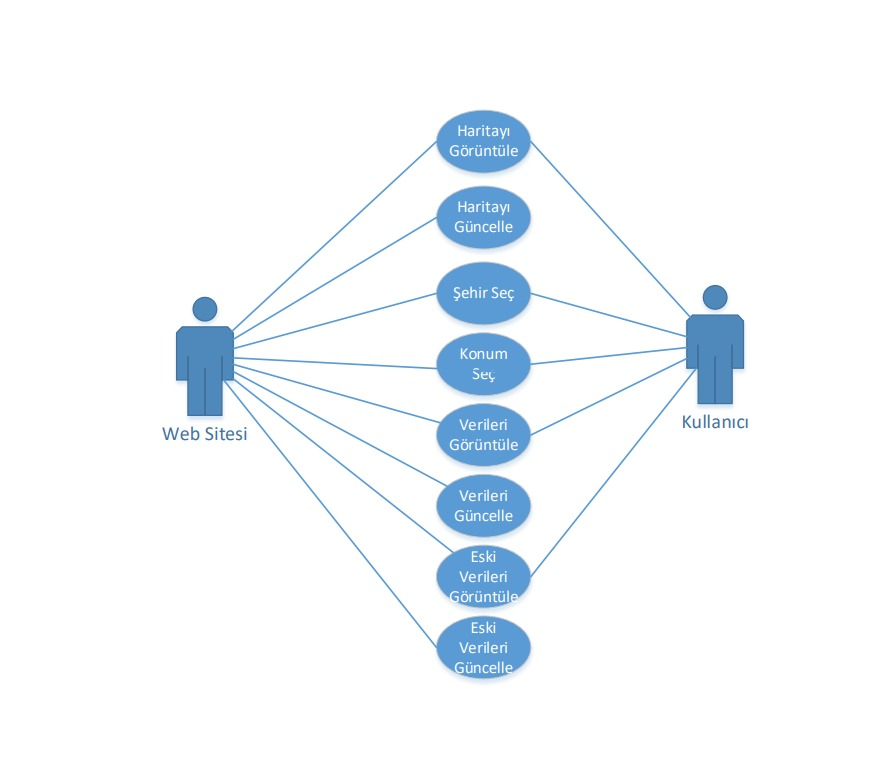 Haritayı
Görüntüle
Haritayı
Güncelle
Şehir Seç
Konum
Seç
Verileri
Görüntüle
Verileri
Güncelle
Eski
Verileri
Görüntüle
Eski
Verileri
Güncelle
Web Sitesi
Kullanıcı